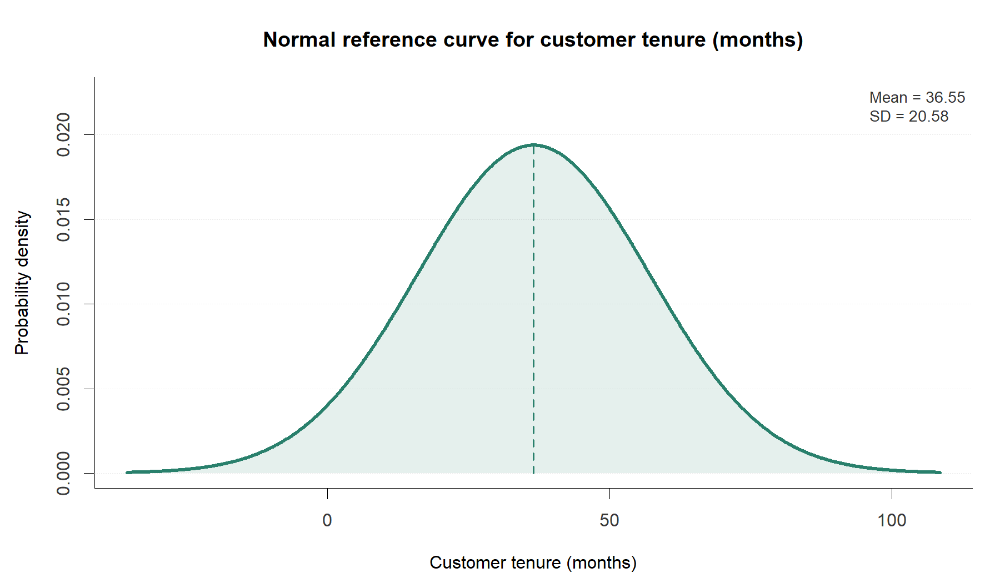 Normal reference curve for customer tenure (months)
Mean = 36.55
SD = 20.58
Probability density
0.020
0.015
0.010
0.005
0.000
0
50
100
Customer tenure (months)